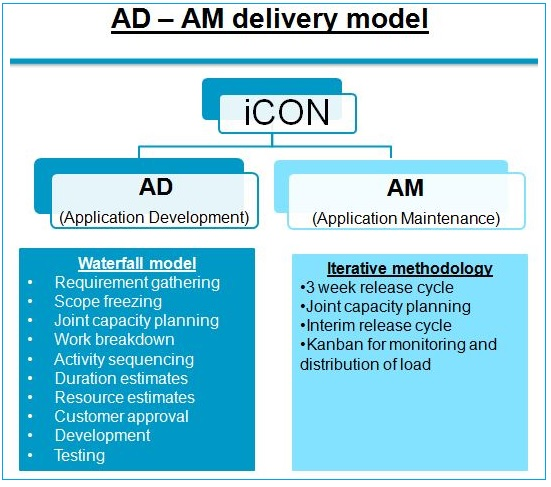 AD – AM delivery model
iCON
AD
(Application Development)
AM
(Application Maintenance)
Waterfall model
• Requirement gathering
• Scope freezing
• Joint capacity planning
• Work breakdown
• Activity sequencing
• Duration estimates
• Resource estimates
• Customer approval
• Development
• Testing
Iterative methodology
•3 week release cycle
•Joint capacity planning
•Interim release cycle
•Kanban for monitoring and
distribution of load